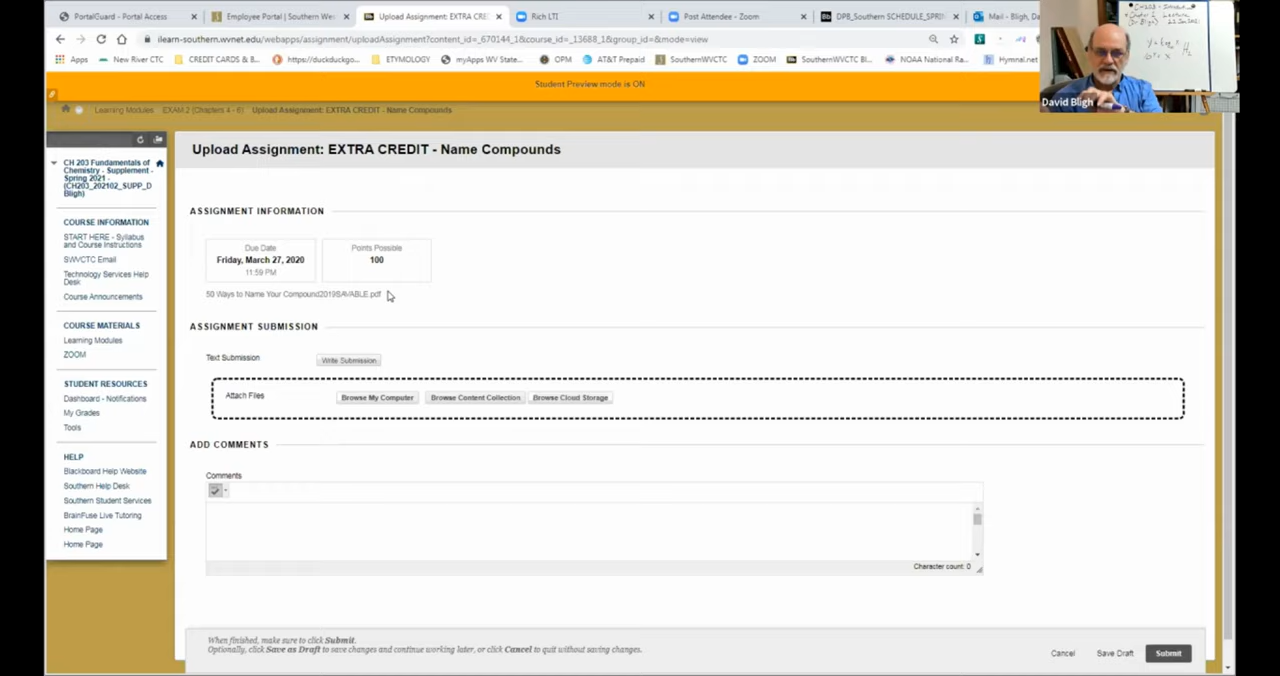 PortalGuard - Portal Access
Employee Portal | Southern We
Upload Assignment: EXTRA CREDIT
Rich LTI
Post Attendee - Zoom
DPB_Southern SCHEDULE_SPRIN
Mail - Bligh, Da
ilearn-southern.wvnet.edu/webapps/assignment/uploadAssignment?content_id=_670144_1&course_id=_13688_1&group_id=&mode=view
Apps
New River CTC
CREDIT CARDS & B...
https://duckduckgo...
ETYMOLOGY
myApps WV State...
OPM
AT&T Prepaid
SouthernWVCTC
ZOOM
SouthernWVCTC Bl...
NOAA National Ra...
Hymnal.net
David Bligh
Student Preview mode is ON
Learning Modules
EXAM 2 (Chapters 4 - 6)
Upload Assignment: EXTRA CREDIT - Name Compounds
CH 203 Fundamentals of
Chemistry - Supplement -
Spring 2021 -
(CH203_202102_SUPP_D
Bligh)
COURSE INFORMATION
START HERE - Syllabus
and Course Instructions
SWVCTC Email
Technology Services Help
Desk
Course Announcements
COURSE MATERIALS
Learning Modules
ZOOM
STUDENT RESOURCES
Dashboard - Notifications
My Grades
Tools
HELP
Blackboard Help Website
Southern Help Desk
Southern Student Services
BrainFuse Live Tutoring
Home Page
Home Page
Upload Assignment: EXTRA CREDIT - Name Compounds
ASSIGNMENT INFORMATION
Due Date
Friday, March 27, 2020
11:59 PM
Points Possible
100
50 Ways to Name Your Compound2019SAVABLE.pdf
ASSIGNMENT SUBMISSION
Text Submission
Write Submission
Attach Files
Browse My Computer
Browse Content Collection
Browse Cloud Storage
ADD COMMENTS
Comments
Character count: 0
When finished, make sure to click Submit.
Optionally, click Save as Draft to save changes and continue working later, or click Cancel to quit without saving changes.
Cancel
Save Draft
Submit